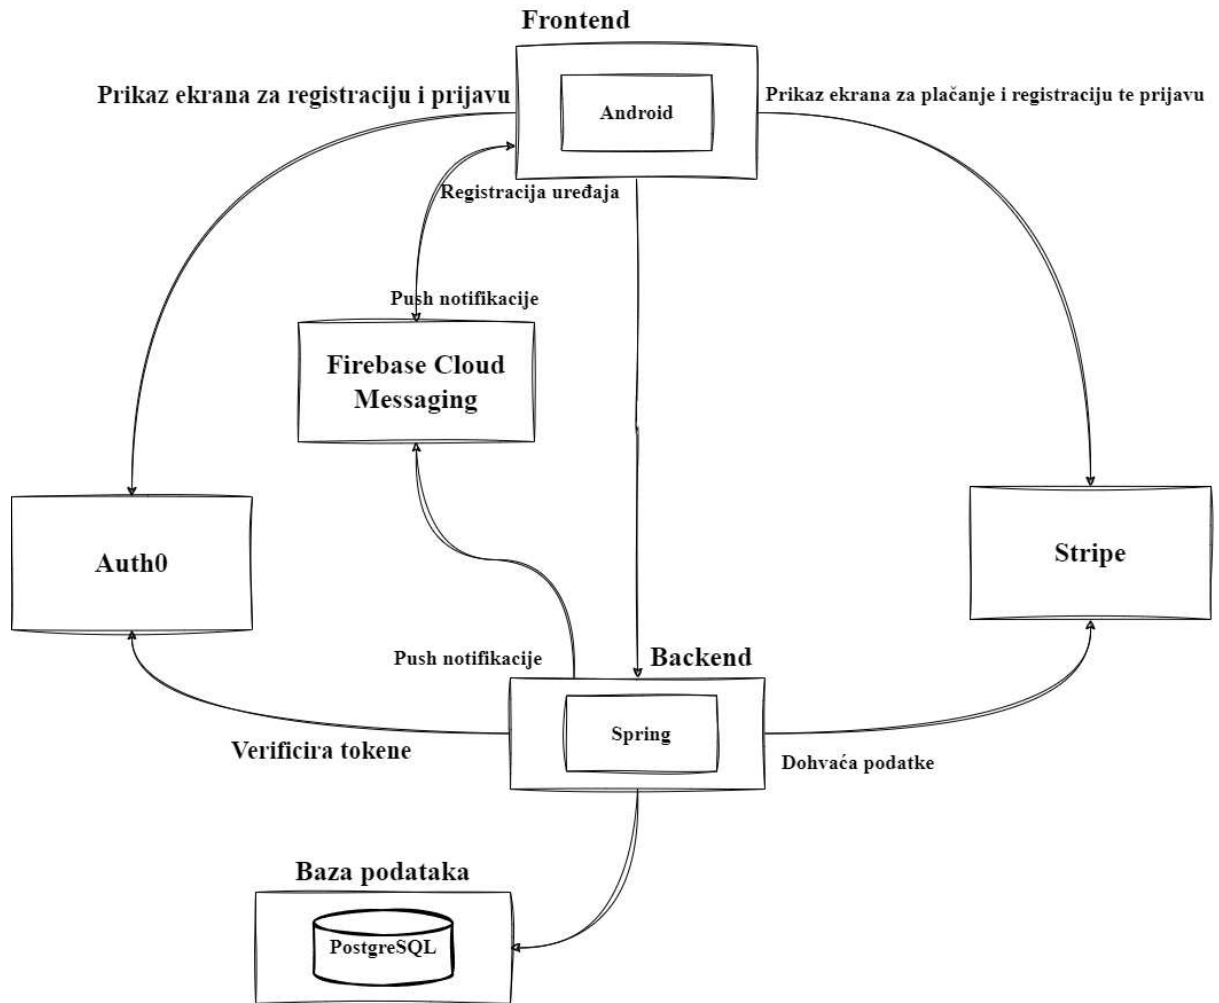 Frontend
Prikaz ekrana za registraciju i prijavu
Android
Prikaz ekrana za plačanje i registraciju te prijavu
Registracija uređaja
Push notifikacije
Firebase Cloud
Messaging
Auth0
Stripe
Push notifikacije
Backend
Verificira tokene
Spring
Dohvaća podatke
Baza podataka
PostgreSQL